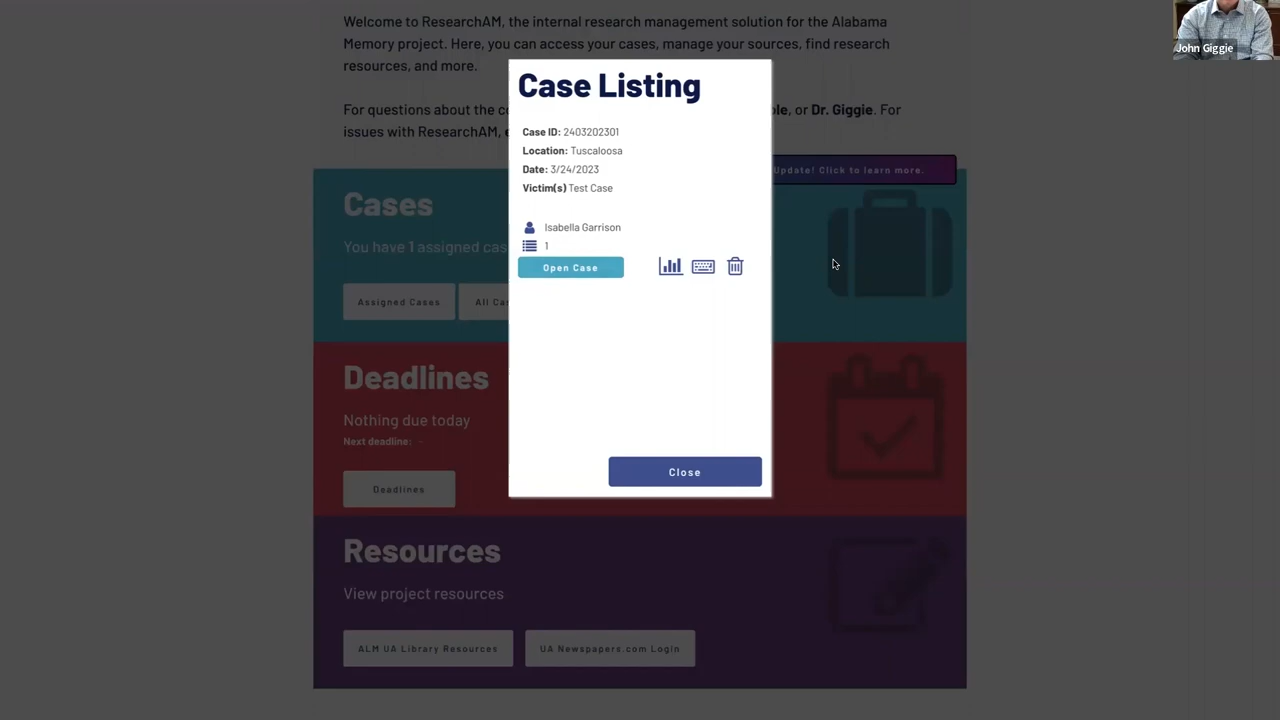 Welcome to ResearchAM, the internal research management solution for the Alabama
John Giggie
Memory project. Here, you can access your cases, manage your sources, find research
resources, and more.
Case Listing
For questions about the co
or Dr. Giggie. For
issues with ResearchAM,
Case ID: 2403202301
Location: Tuscaloosa
Date: 3/24/2023
Update! Click to learn more.
Victim(s) Test Case
Cases
Isabella Garrison
You have 1 assigned cas
1
Open Case
Assigned Cases
All Ca
Deadlines
Nothing due today
Next deadline: -
Close
Deadlines
Resources
View project resources
ALM UA Library Resources
UA Newspapers.com Login